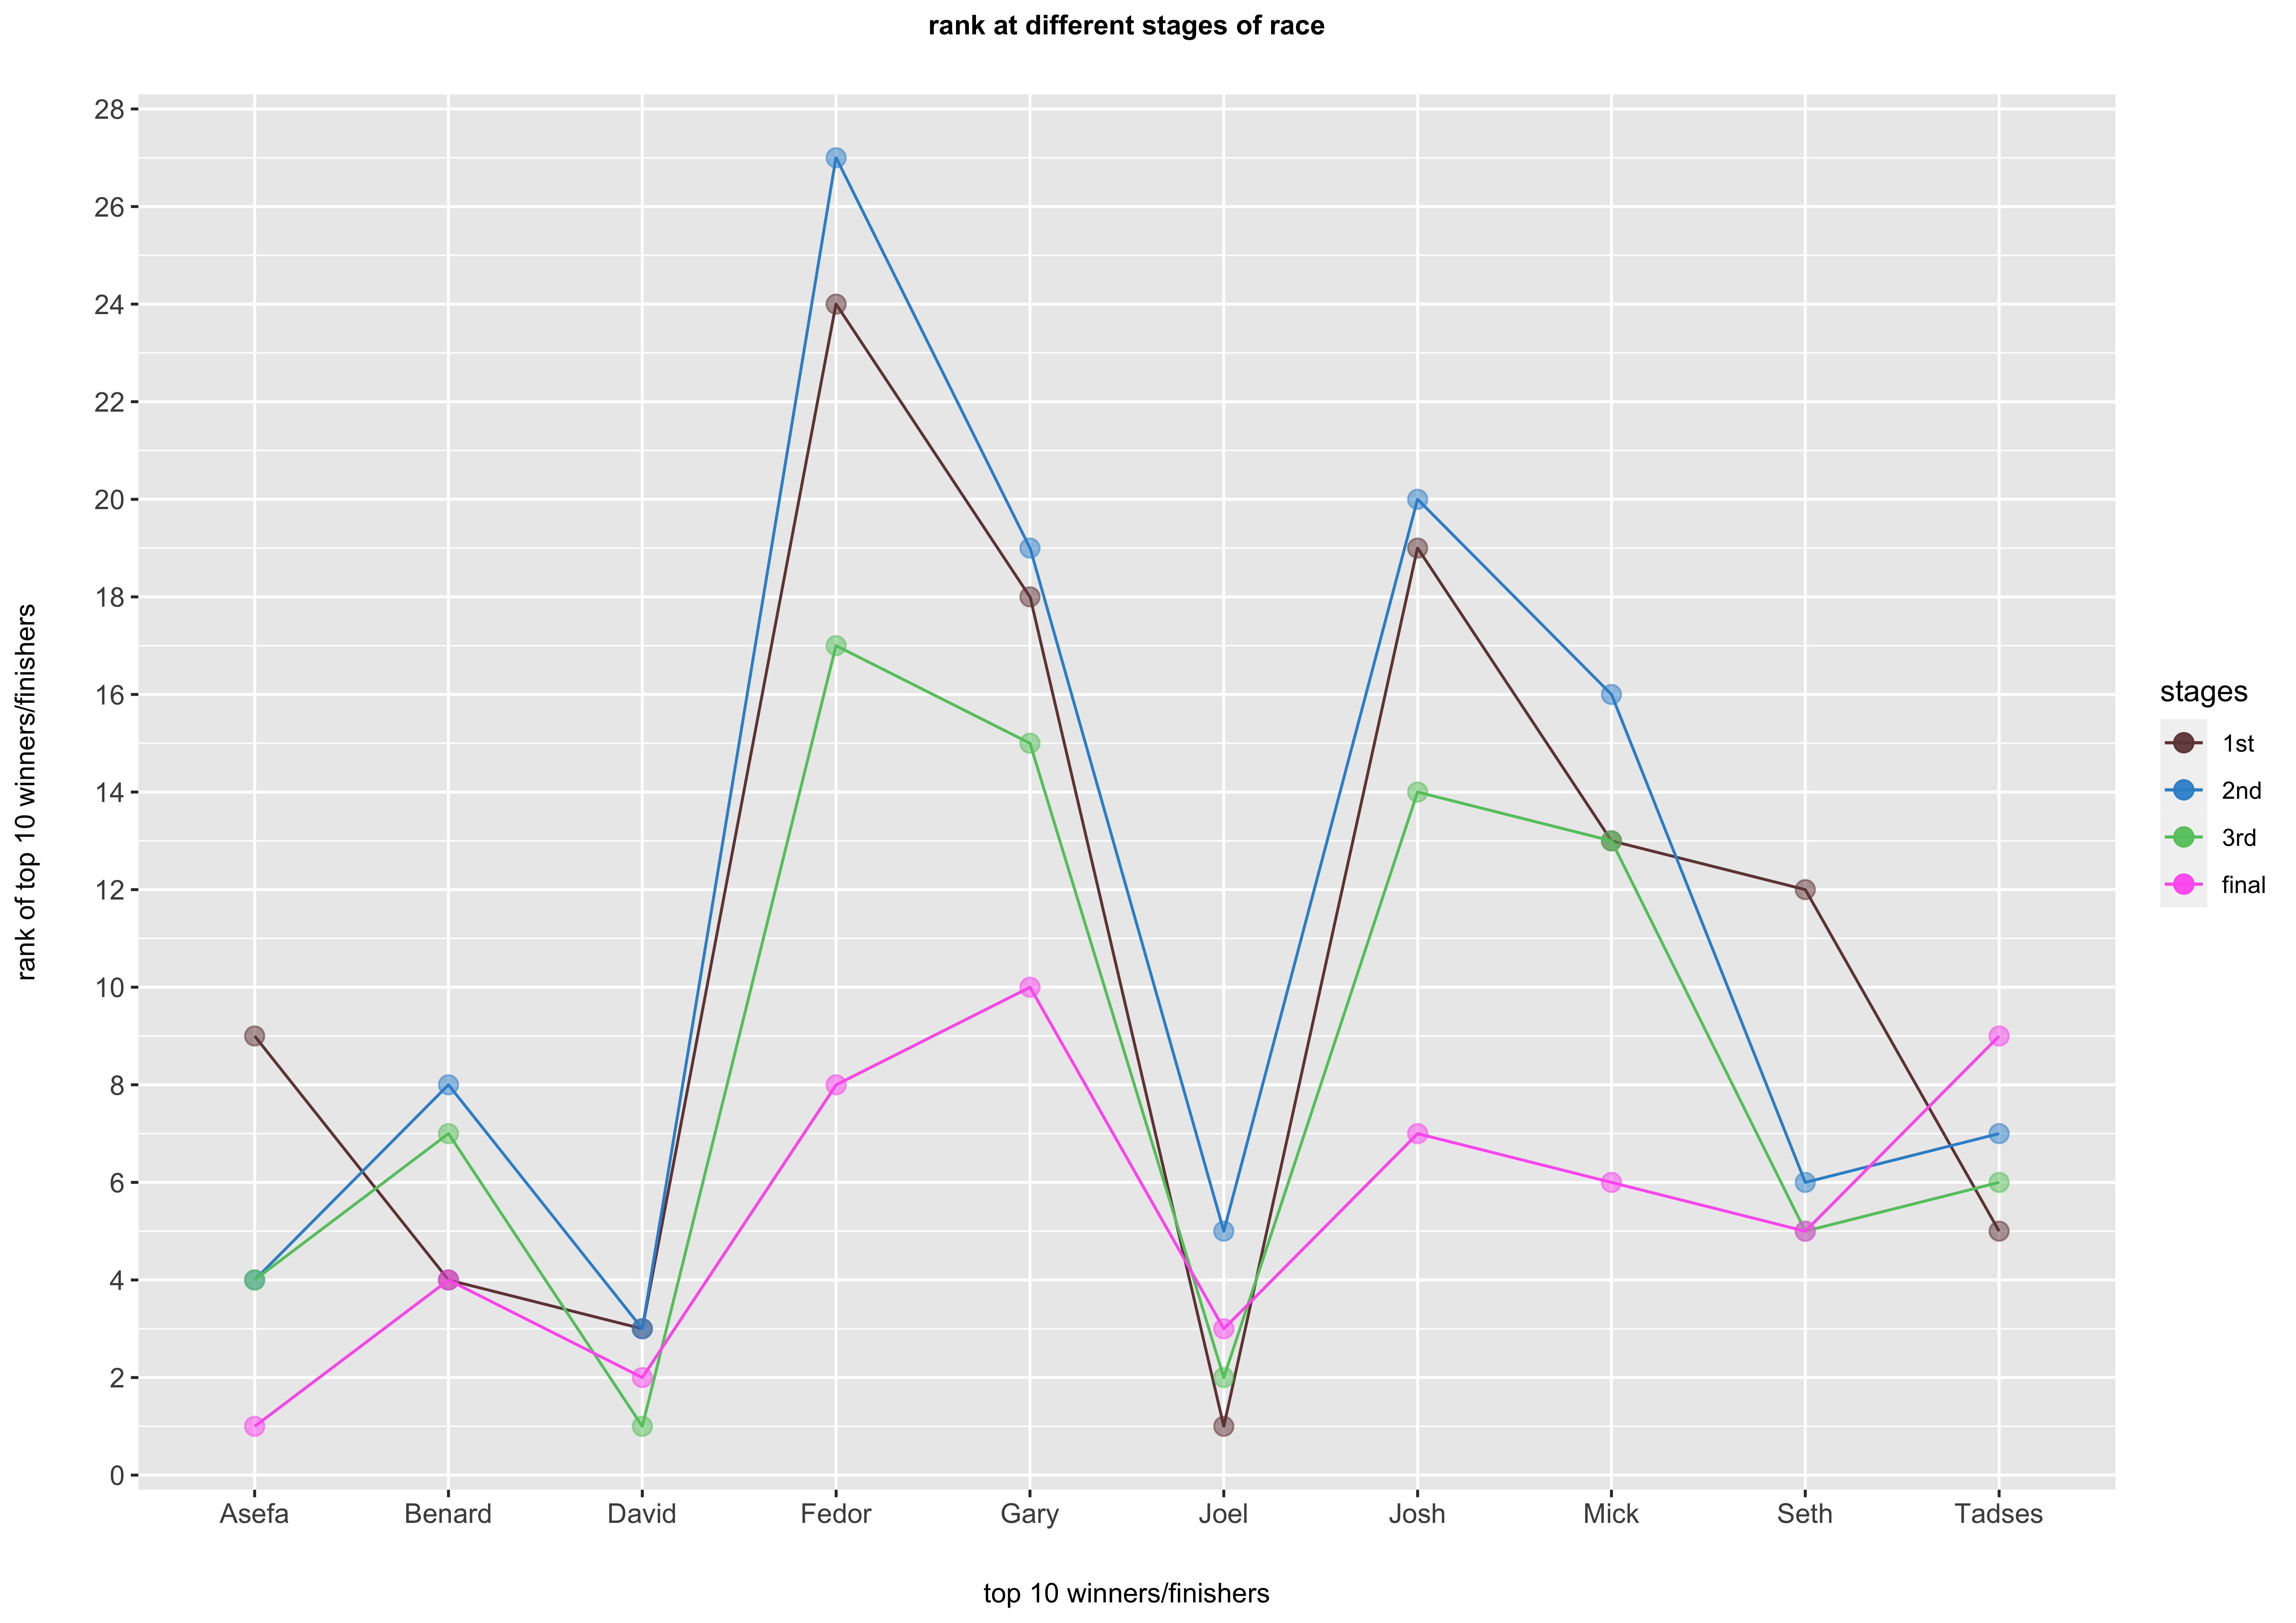 rank at different stages of race
rank of top 10 winners/finishers
28
26
24
22
20
18
16
14
12
10
8
6
4
2
0
Asefa Benard David Fedor Gary Joel Josh Mick Seth Tadses
top 10 winners/finishers
stages
1st
2nd
3rd
final